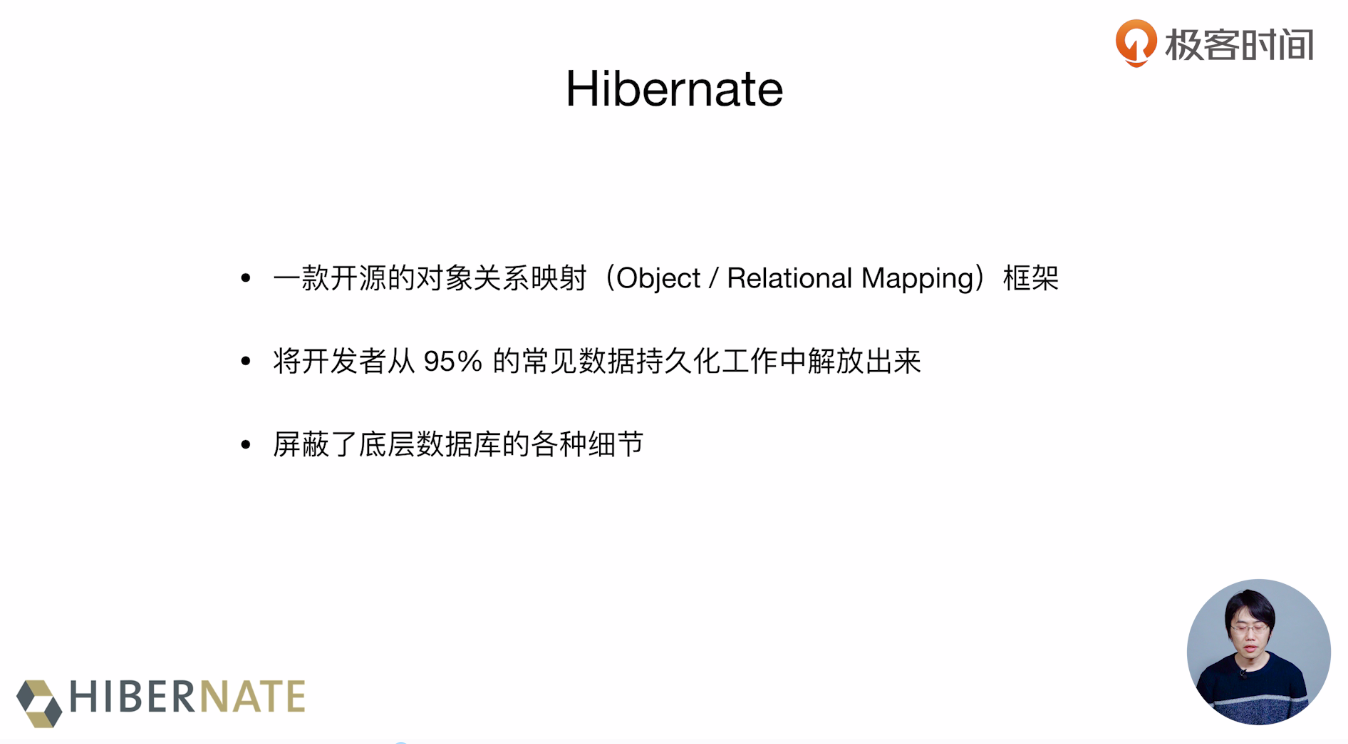 极客时间
Hibernate
• 一款开源的对象关系映射（Object / Relational Mapping）框架
• 将开发者从 95% 的常见数据持久化工作中解放出来
• 屏蔽了底层数据库的各种细节
HIBERNATE